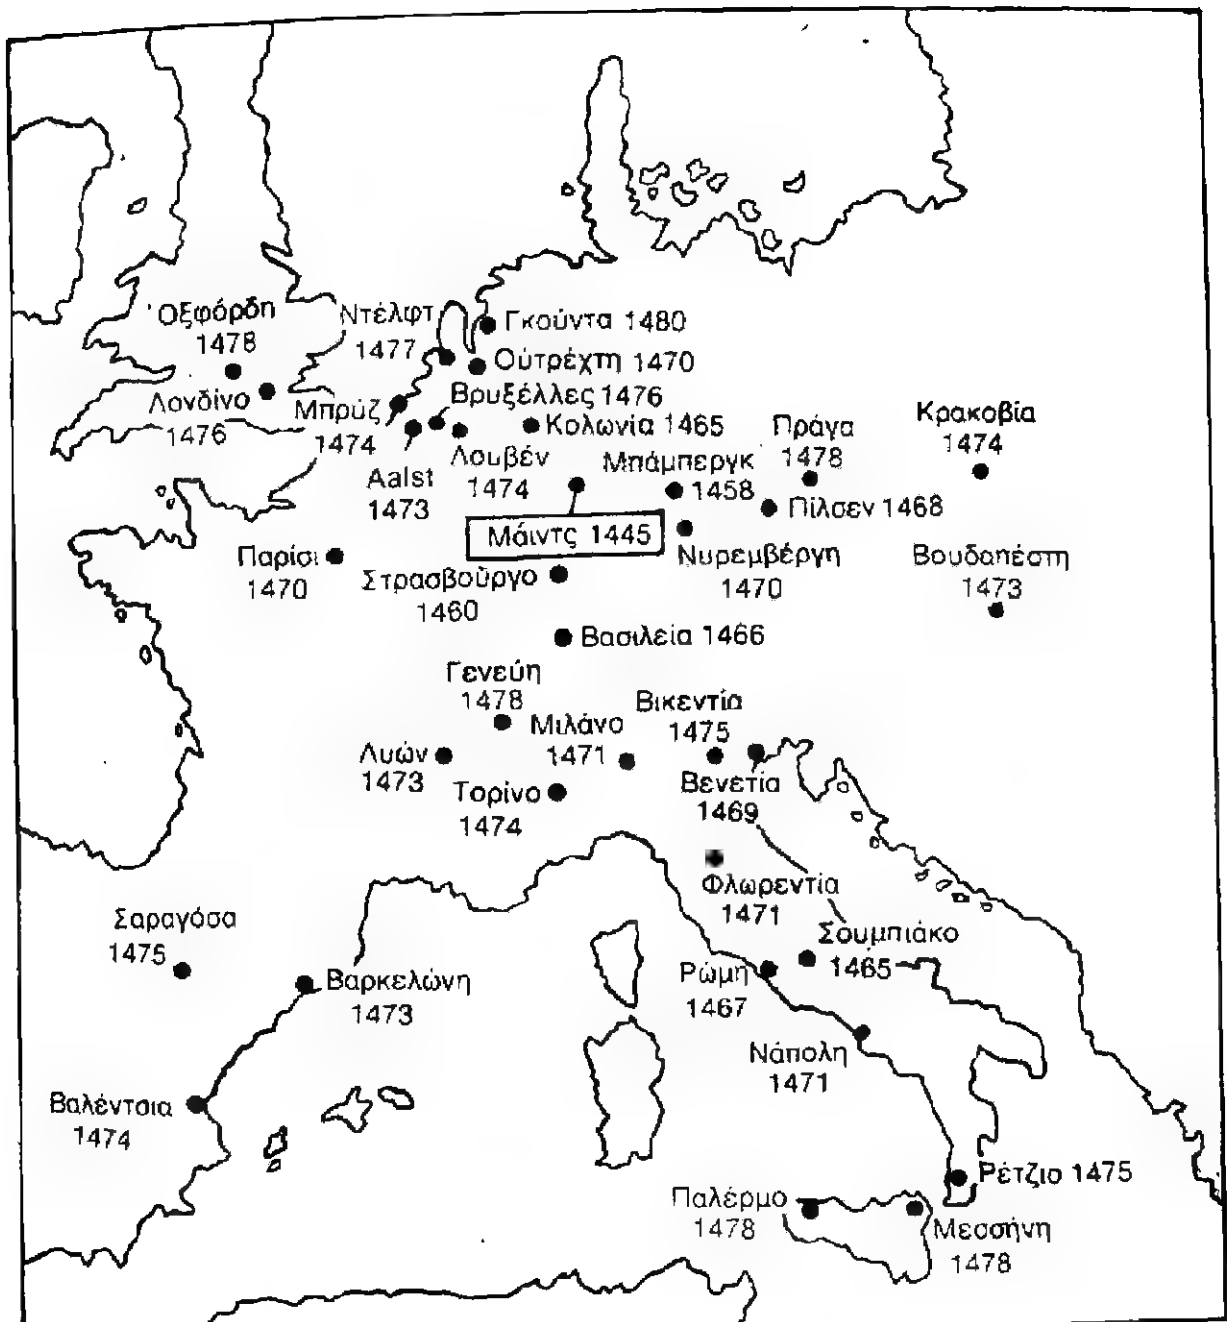 Οξφόρδη
1478
Λονδίνο
1476
Ντέλφτ
1477
Γκούντα 1480
Ούτρέχτη 1470
Μπρύζ
1474
Βρυξέλλες 1476
Κολωνία 1465
Λουβέν
1474
Aalst
1473
Μπάμπεργκ
1458
Πράγα
1478
Κρακοβία
1474
Πίλσεν 1468
Μάιντς 1445
Νυρεμβέργη
1470
Βουδαπέστη
1473
Παρίσι
1470
Στρασβούργο
1460
Βασιλεία 1466
Γενεύη
1478
Μιλάνο
1471
Βικεντία
1475
Λυών
1473
Τορίνο
1474
Βενετία
1469
Φλωρεντία
1471
Σαραγόσα
1475
Βαρκελώνη
1473
Σουμπιάκο
1465
Ρώμη
1467
Νάπολη
1471
Βαλέντσια
1474
Ρέτζιο 1475
Παλέρμο
1478
Μεσσήνη
1478